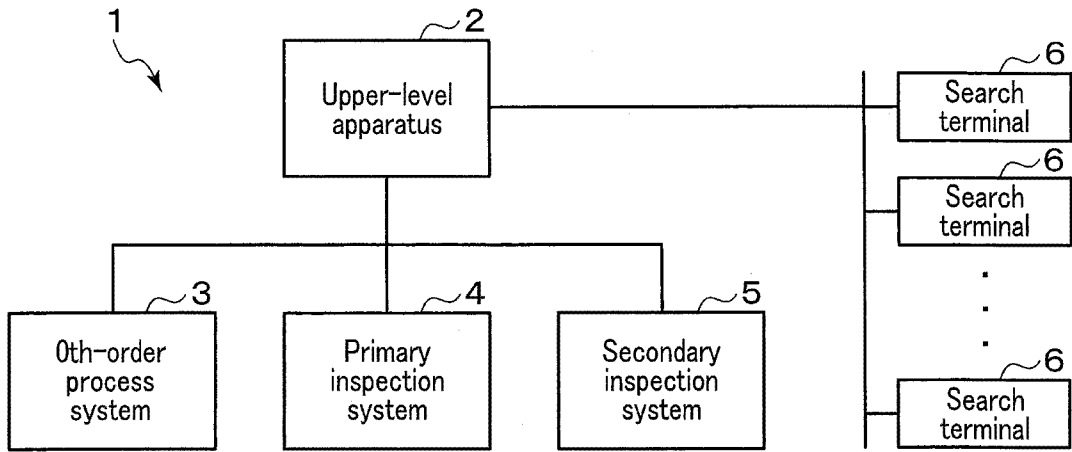 1
2
Upper-level
apparatus
6
Search
terminal
6
Search
terminal
3
0th-order
process
system
4
Primary
inspection
system
5
Secondary
inspection
system
6
Search
terminal